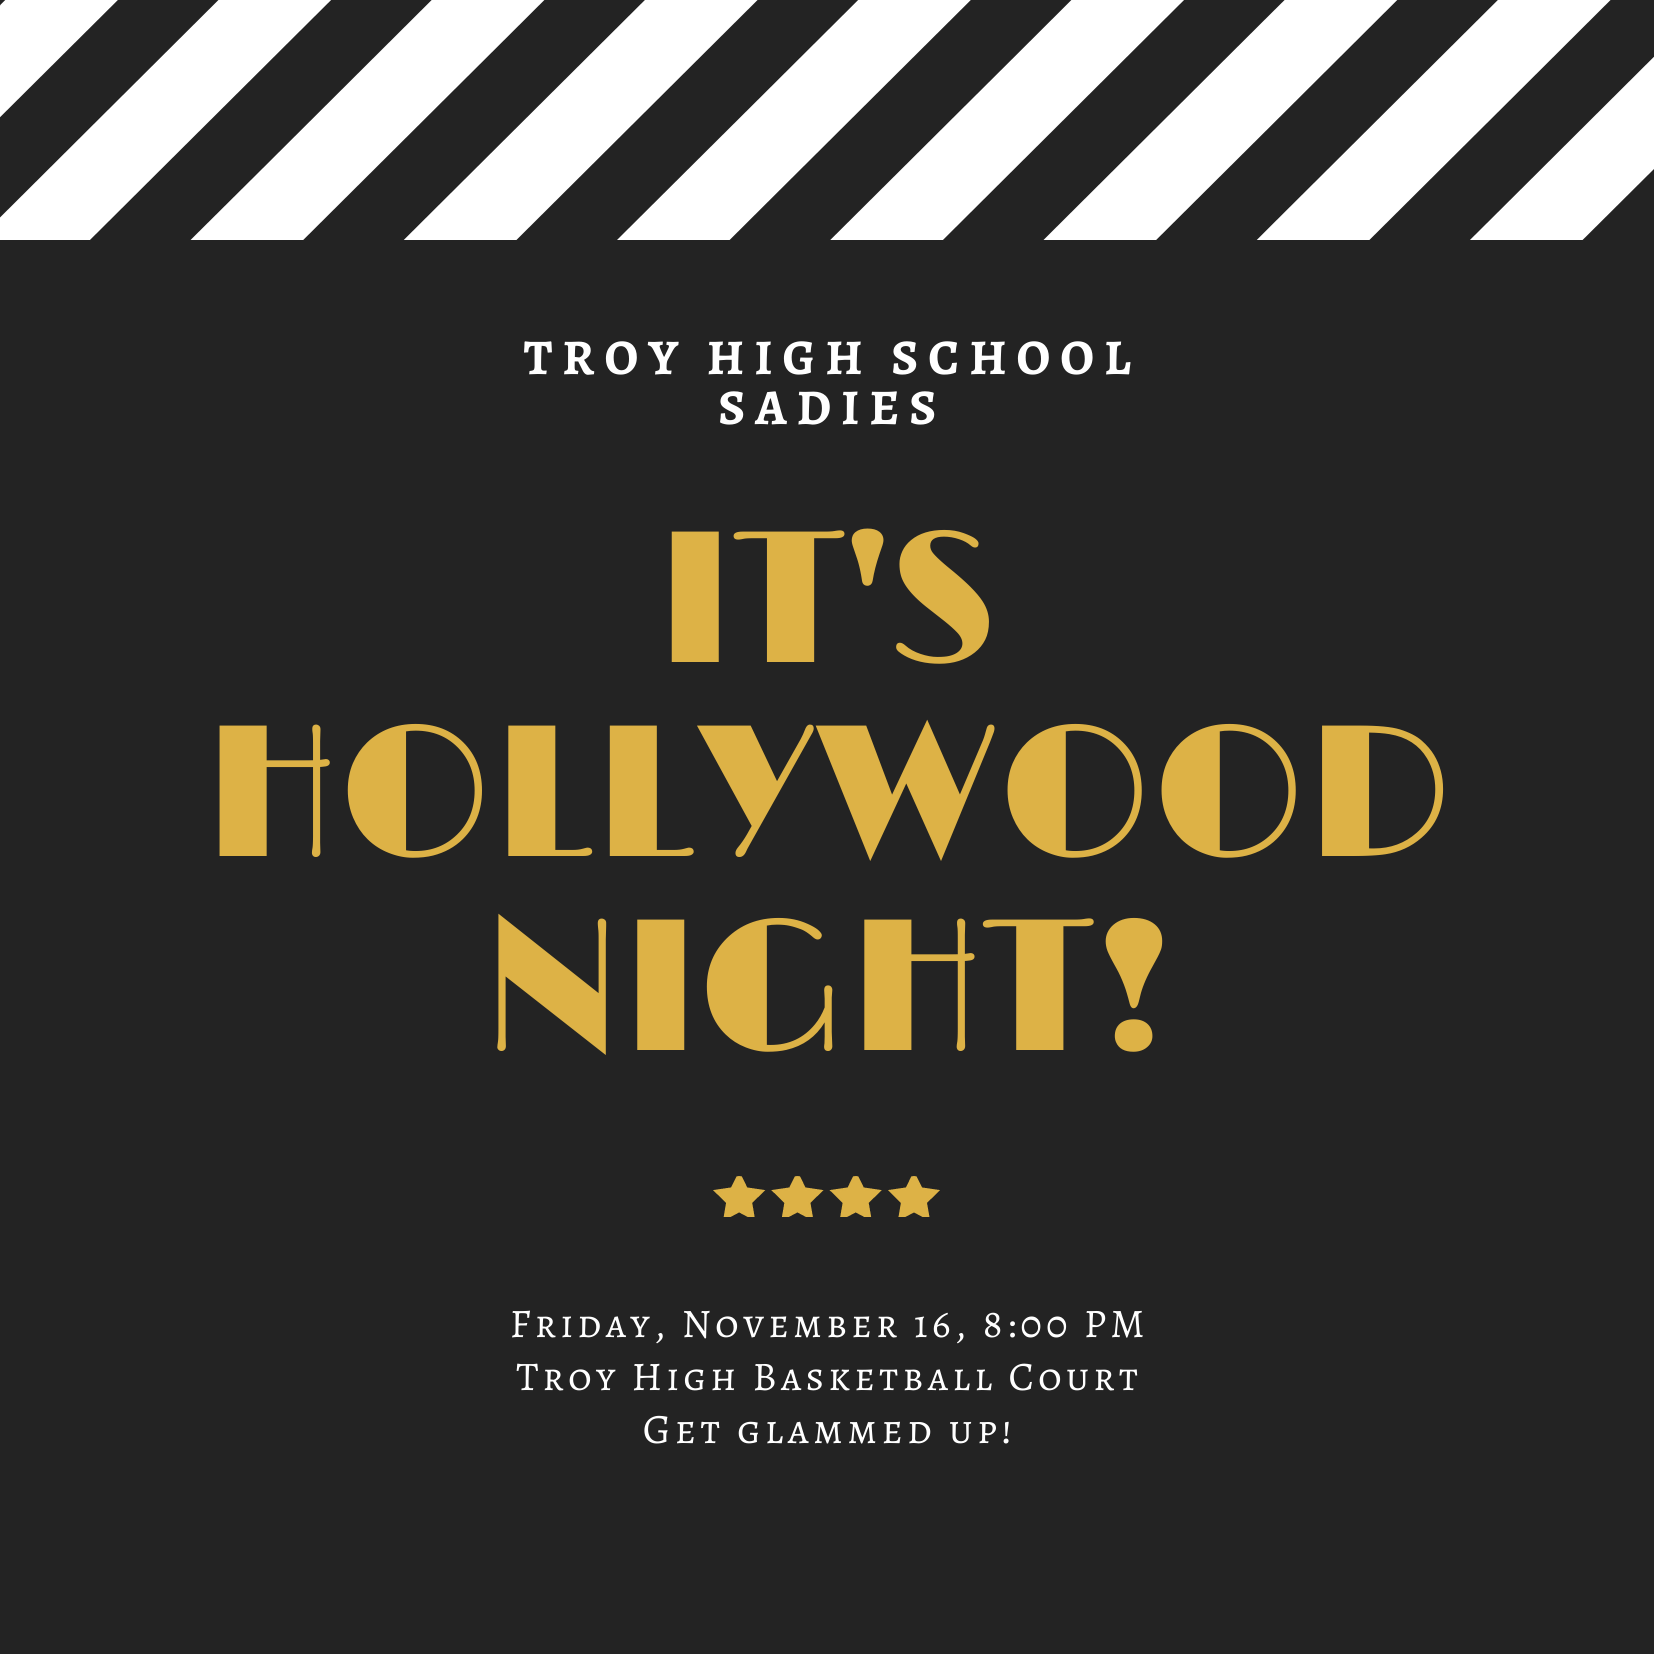 TROY HIGH SCHOOL
SADIES
IT'S
HOLLYWOOD
NIGHT!
Friday, November 16, 8:00 PM
Troy High Basketball Court
Get glammed up!